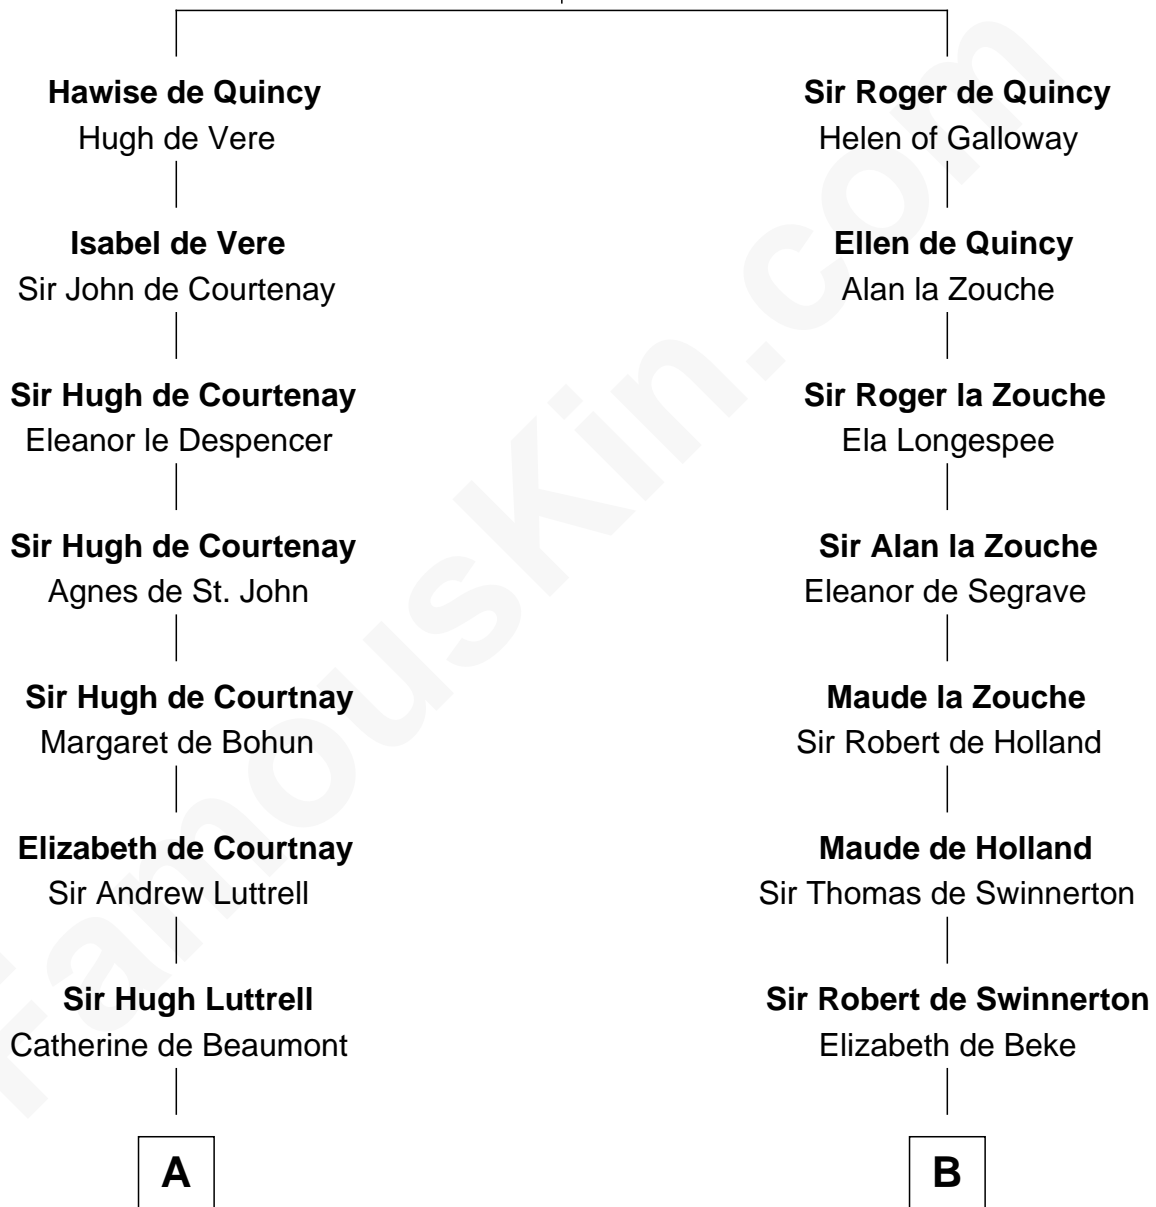 Hawise de Quincy
Hugh de Vere
Isabel de Vere
Sir John de Courtenay
Sir Hugh de Courtenay
Eleanor le Despencer
Sir Hugh de Courtenay
Agnes de St. John
Sir Hugh de Courtnay
Margaret de Bohun
Elizabeth de Courtnay
Sir Andrew Luttrell
Sir Hugh Luttrell
Catherine de Beaumont
A
Sir Roger de Quincy
Helen of Galloway
Ellen de Quincy
Alan la Zouche
Sir Roger la Zouche
Ela Longespee
Sir Alan la Zouche
Eleanor de Segrave
Maude la Zouche
Sir Robert de Holland
Maude de Holland
Sir Thomas de Swinnerton
Sir Robert de Swinnerton
Elizabeth de Beke
B
FamousKin.com